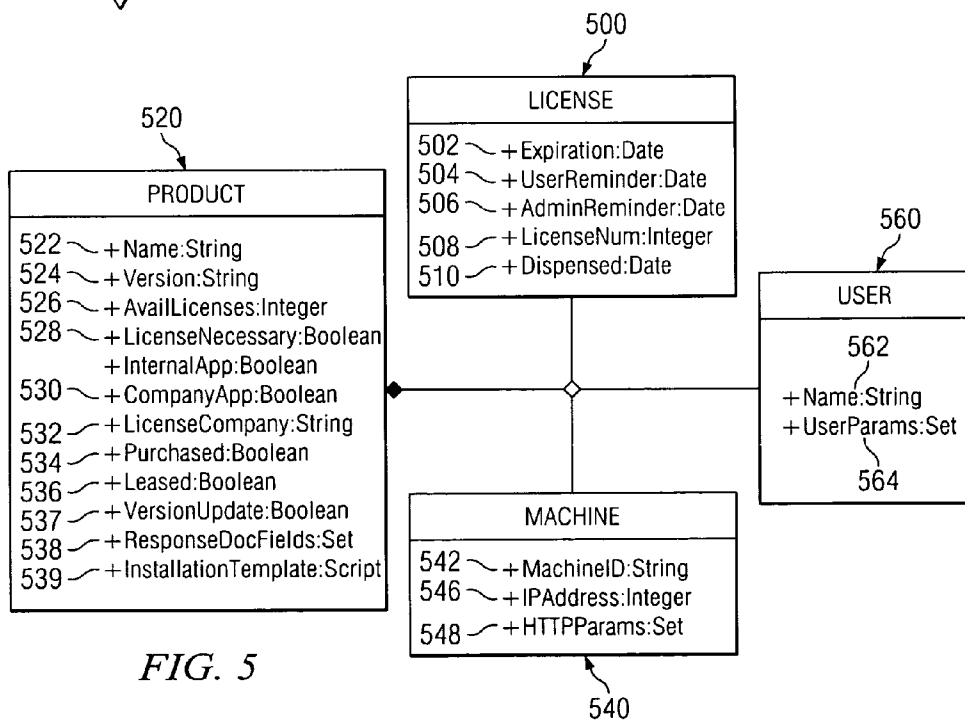 500
LICENSE
502 +Expiration:Date
504 +UserReminder:Date
506 +AdminReminder:Date
508 +LicenseNum:Integer
510 +Dispensed:Date
520
PRODUCT
522 +Name:String
524 +Version:String
526 +AvailLicenses:Integer
528 +LicenseNecessary:Boolean
+InternalApp:Boolean
530 +CompanyApp:Boolean
532 +LicenseCompany:String
534 +Purchased:Boolean
536 +Leased:Boolean
537 +VersionUpdate:Boolean
538 +ResponseDocFields:Set
539 +InstallationTemplate:Script
560
USER
562
+Name:String
+UserParams:Set
564
MACHINE
542 +MachineID:String
546 +IPAddress:Integer
548 +HTTPParams:Set
540
FIG. 5